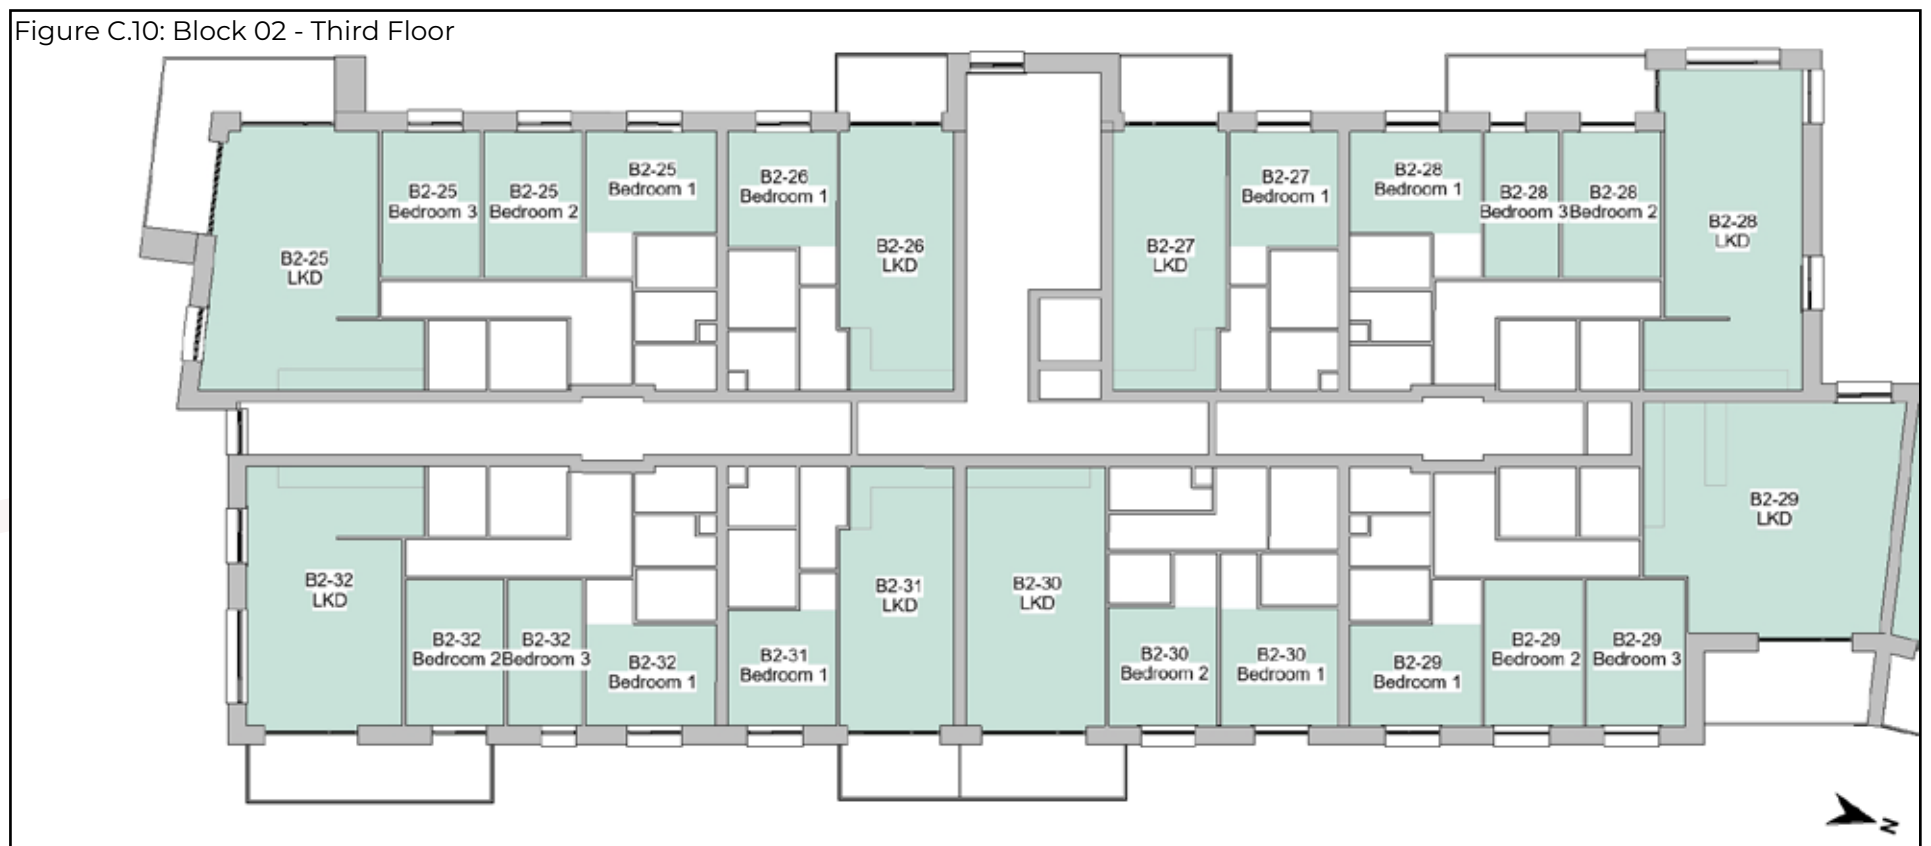 Figure C.10: Block 02 - Third Floor
B2-25
LKD
B2-25
Bedroom 3
B2-25
Bedroom 2
B2-25
Bedroom 1
B2-26
Bedroom 1
B2-26
LKD
B2-27
LKD
B2-27
Bedroom 1
B2-28
Bedroom 1
B2-28
Bedroom 3
B2-28
Bedroom 2
B2-28
LKD
B2-29
LKD
B2-32
LKD
B2-32
Bedroom 2
B2-32
Bedroom 3
B2-32
Bedroom 1
B2-31
Bedroom 1
B2-31
LKD
B2-30
LKD
B2-30
Bedroom 2
B2-30
Bedroom 1
B2-29
Bedroom 1
B2-29
Bedroom 2
B2-29
Bedroom 3
N